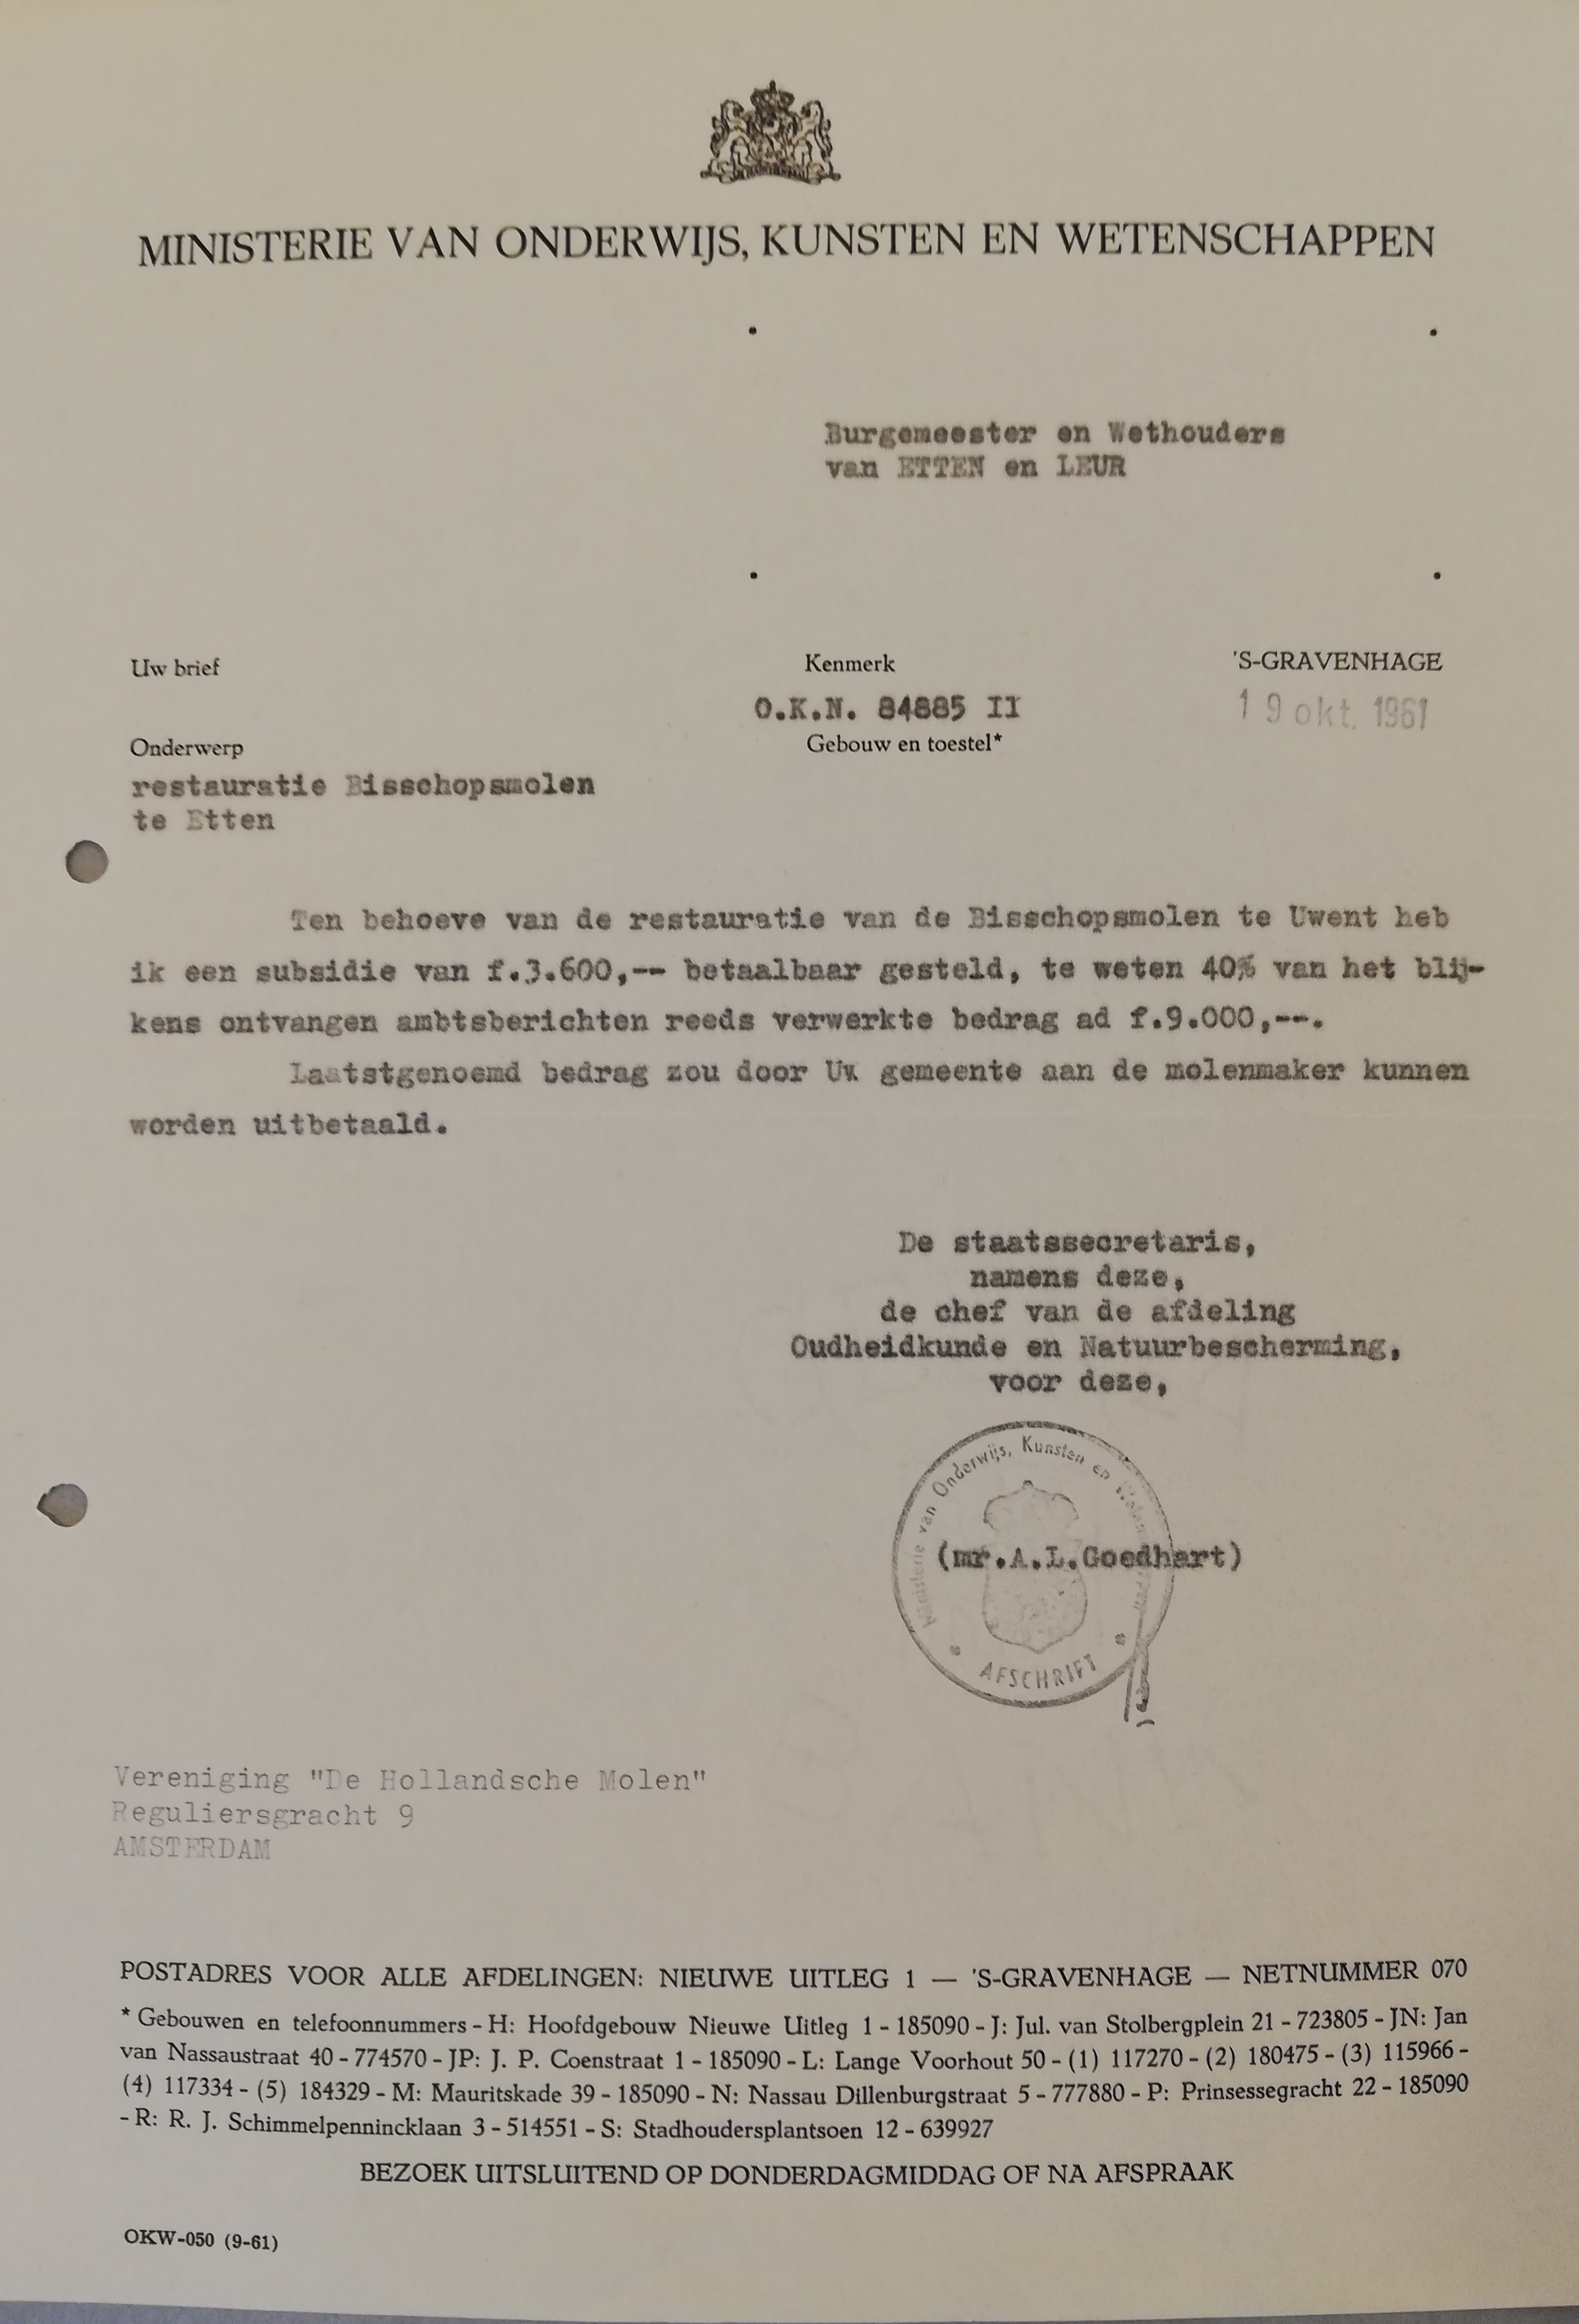 MINISTERIE VAN ONDERWIJS, KUNSTEN EN WETENSCHAPPEN
Burgemeester en Wethouders
van ETTEN en LEUR
Uw brief
Kenmerk
'S-GRAVENHAGE
O.K.N. 84885 II
19 okt. 1961
Onderwerp
Gebouw en toestel*
restauratie Bisschopsmolen
te Etten
Ten behoeve van de restauratie van de Bisschopsmolen te Uwent heb
ik een subsidie van f.3.600,-- betaalbaar gesteld, te weten 40% van het blij-
kens ontvangen ambtsberichten reeds verwerkte bedrag ad f.9.000,--.
Laatstgenoemd bedrag zou door Uw gemeente aan de molenmaker kunnen
worden uitbetaald.
De staatssecretaris,
namens deze,
de chef van de afdeling
Oudheidkunde en Natuurbescherming,
voor deze,
Ministerie van Onderwijs, Kunsten en
(mr.A.L.Goedhart)
AFSCHRIFT
Vereniging "De Hollandsche Molen"
Reguliersgracht 9
AMSTERDAM
POSTADRES VOOR ALLE AFDELINGEN: NIEUWE UITLEG 1 — 'S-GRAVENHAGE — NETNUMMER 070
* Gebouwen en telefoonnummers - H: Hoofdgebouw Nieuwe Uitleg 1 - 185090 - J: Jul. van Stolbergplein 21 - 723805 - JN: Jan
van Nassaustraat 40 - 774570 - JP: J. P. Coenstraat 1 - 185090 - L: Lange Voorhout 50 - (1) 117270 - (2) 180475 - (3) 115966 -
(4) 117334 - (5) 184329 - M: Mauritskade 39 - 185090 - N: Nassau Dillenburgstraat 5 - 777880 - P: Prinsessegracht 22 - 185090
- R: R. J. Schimmelpennincklaan 3 - 514551 - S: Stadhoudersplantsoen 12 - 639927
BEZOEK UITSLUITEND OP DONDERDAGMIDDAG OF NA AFSPRAAK
OKW-050 (9-61)